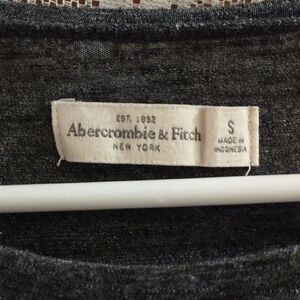 EST. 1892
Abercrombie & Fitch
NEW YORK
S
MADE IN
INDONESIA